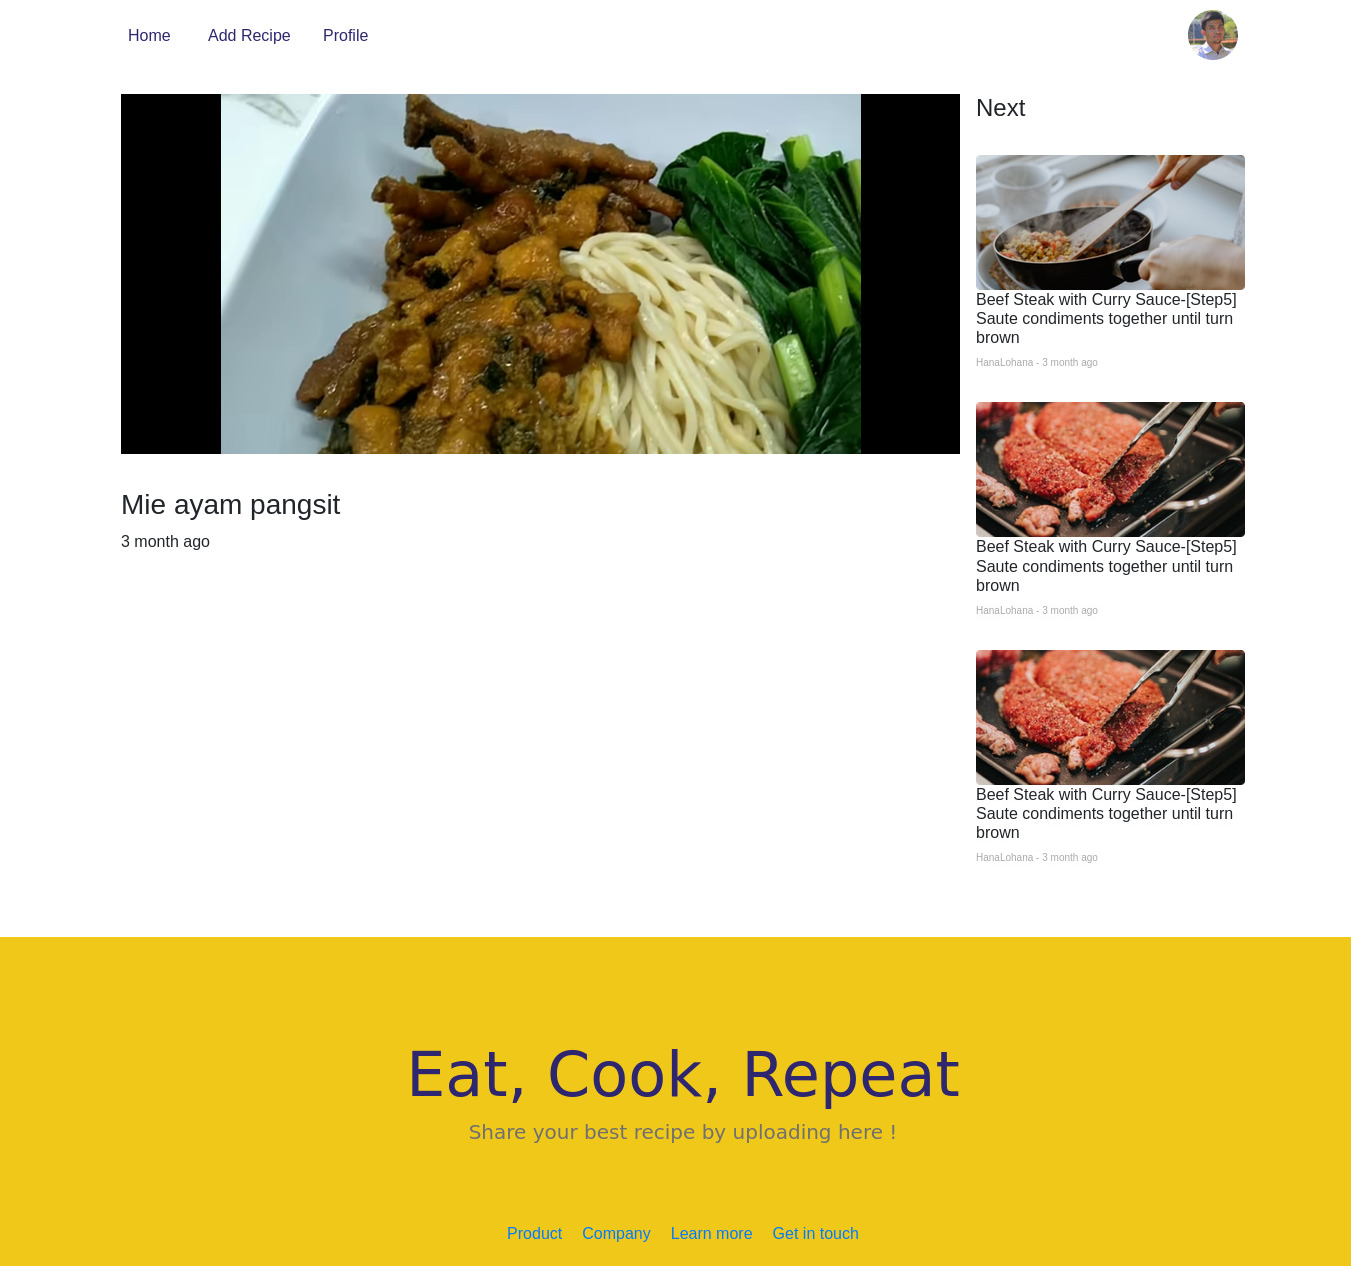 Home
Add Recipe
Profile
Next
Beef Steak with Curry Sauce-[Step5]
Saute condiments together until turn
brown
HanaLohana - 3 month ago
Mie ayam pangsit
3 month ago
Beef Steak with Curry Sauce-[Step5]
Saute condiments together until turn
brown
HanaLohana - 3 month ago
Beef Steak with Curry Sauce-[Step5]
Saute condiments together until turn
brown
HanaLohana - 3 month ago
Eat, Cook, Repeat
Share your best recipe by uploading here !
Product
Company
Learn more
Get in touch